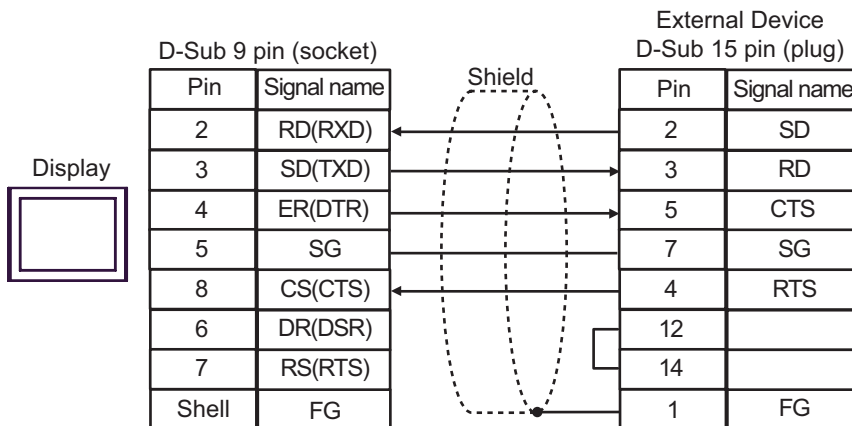 External Device
D-Sub 9 pin (socket) D-Sub 15 pin (plug)
Pin Signal name Shield Pin Signal name
2 RD(RXD) 2 SD
Display 3 SD(TXD) 3 RD
4 ER(DTR) 5 CTS
5 SG 7 SG
8 CS(CTS) 4 RTS
6 DR(DSR) 12
7 RS(RTS) 14
Shell FG 1 FG